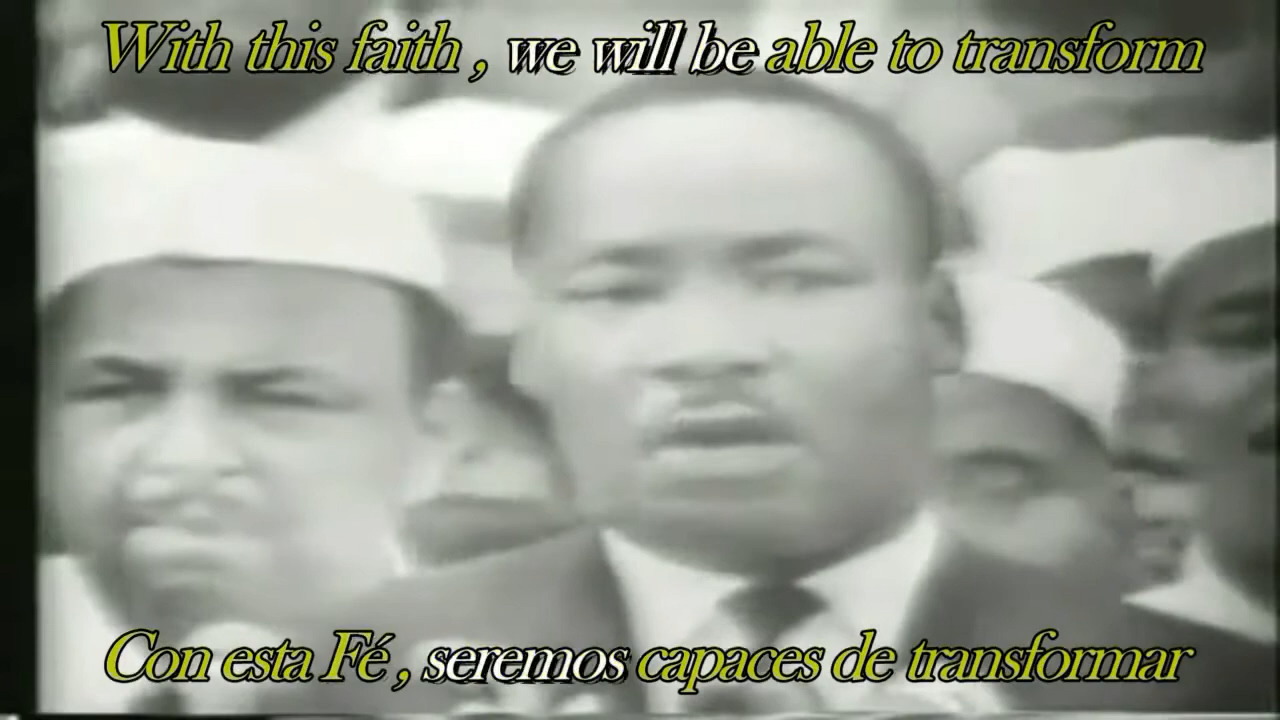 With this faith , we will be able to transform
Con esta Fé , seremos capaces de transformar